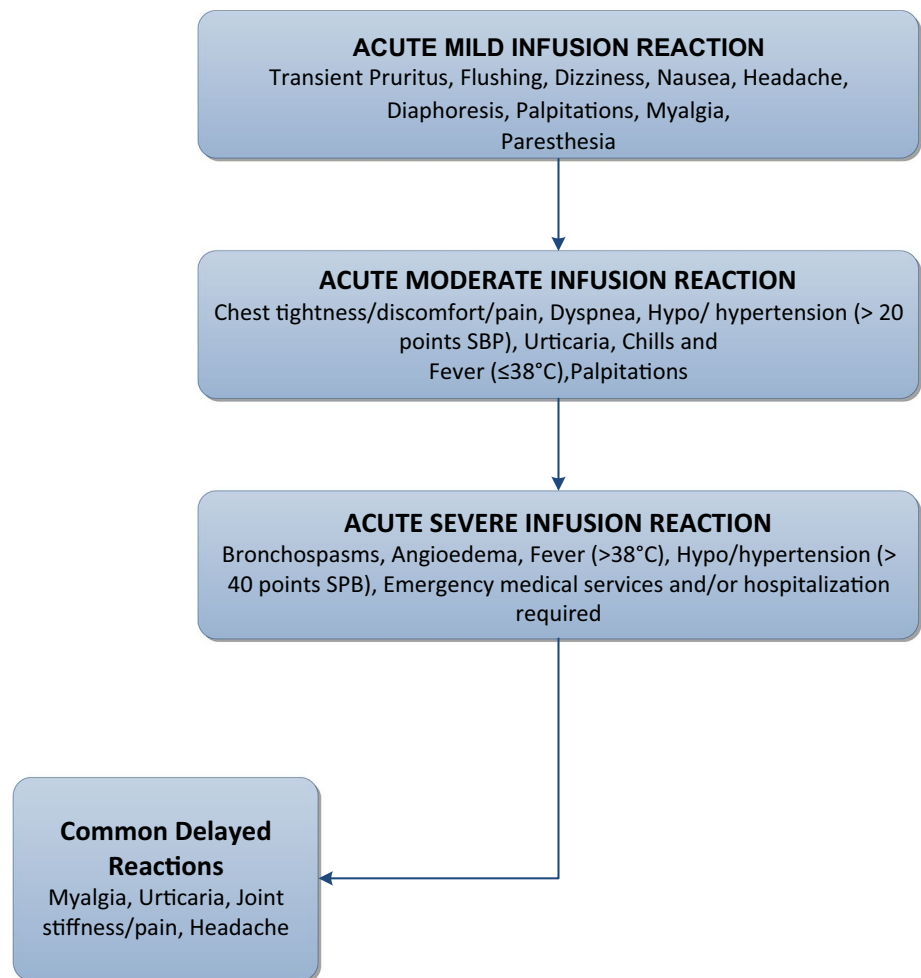 ACUTE MILD INFUSION REACTION
Transient Pruritus, Flushing, Dizziness, Nausea, Headache,
Diaphoresis, Palpitations, Myalgia,
Paresthesia
ACUTE MODERATE INFUSION REACTION
Chest tightness/discomfort/pain, Dyspnea, Hypo/ hypertension (> 20
points SBP), Urticaria, Chills and
Fever (≤38°C),Palpitations
ACUTE SEVERE INFUSION REACTION
Bronchospasms, Angioedema, Fever (>38°C), Hypo/hypertension (>
40 points SPB), Emergency medical services and/or hospitalization
required
Common Delayed
Reactions
Myalgia, Urticaria, Joint
stiffness/pain, Headache